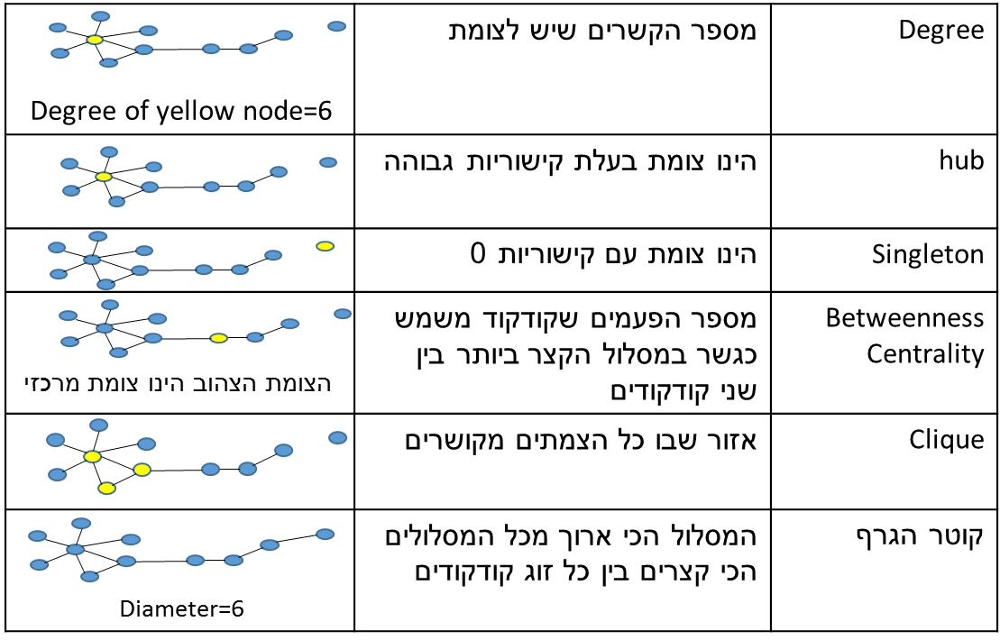 Degree
מספר הקשרים שיש לצומת
Degree of yellow node=6
hub
הינו צומת בעלת קישוריות גבוהה
Singleton
הינו צומת עם קישוריות 0
Betweenness
Centrality
מספר הפעמים שקודקוד משמש
כגשר במסלול הקצר ביותר בין
שני קודקודים
הצומת הצהוב הינו צומת מרכזי
Clique
אזור שבו כל הצמתים מקושרים
קוטר הגרף
המסלול הכי ארוך מכל המסלולים
הכי קצרים בין כל זוג קודקודים
Diameter=6